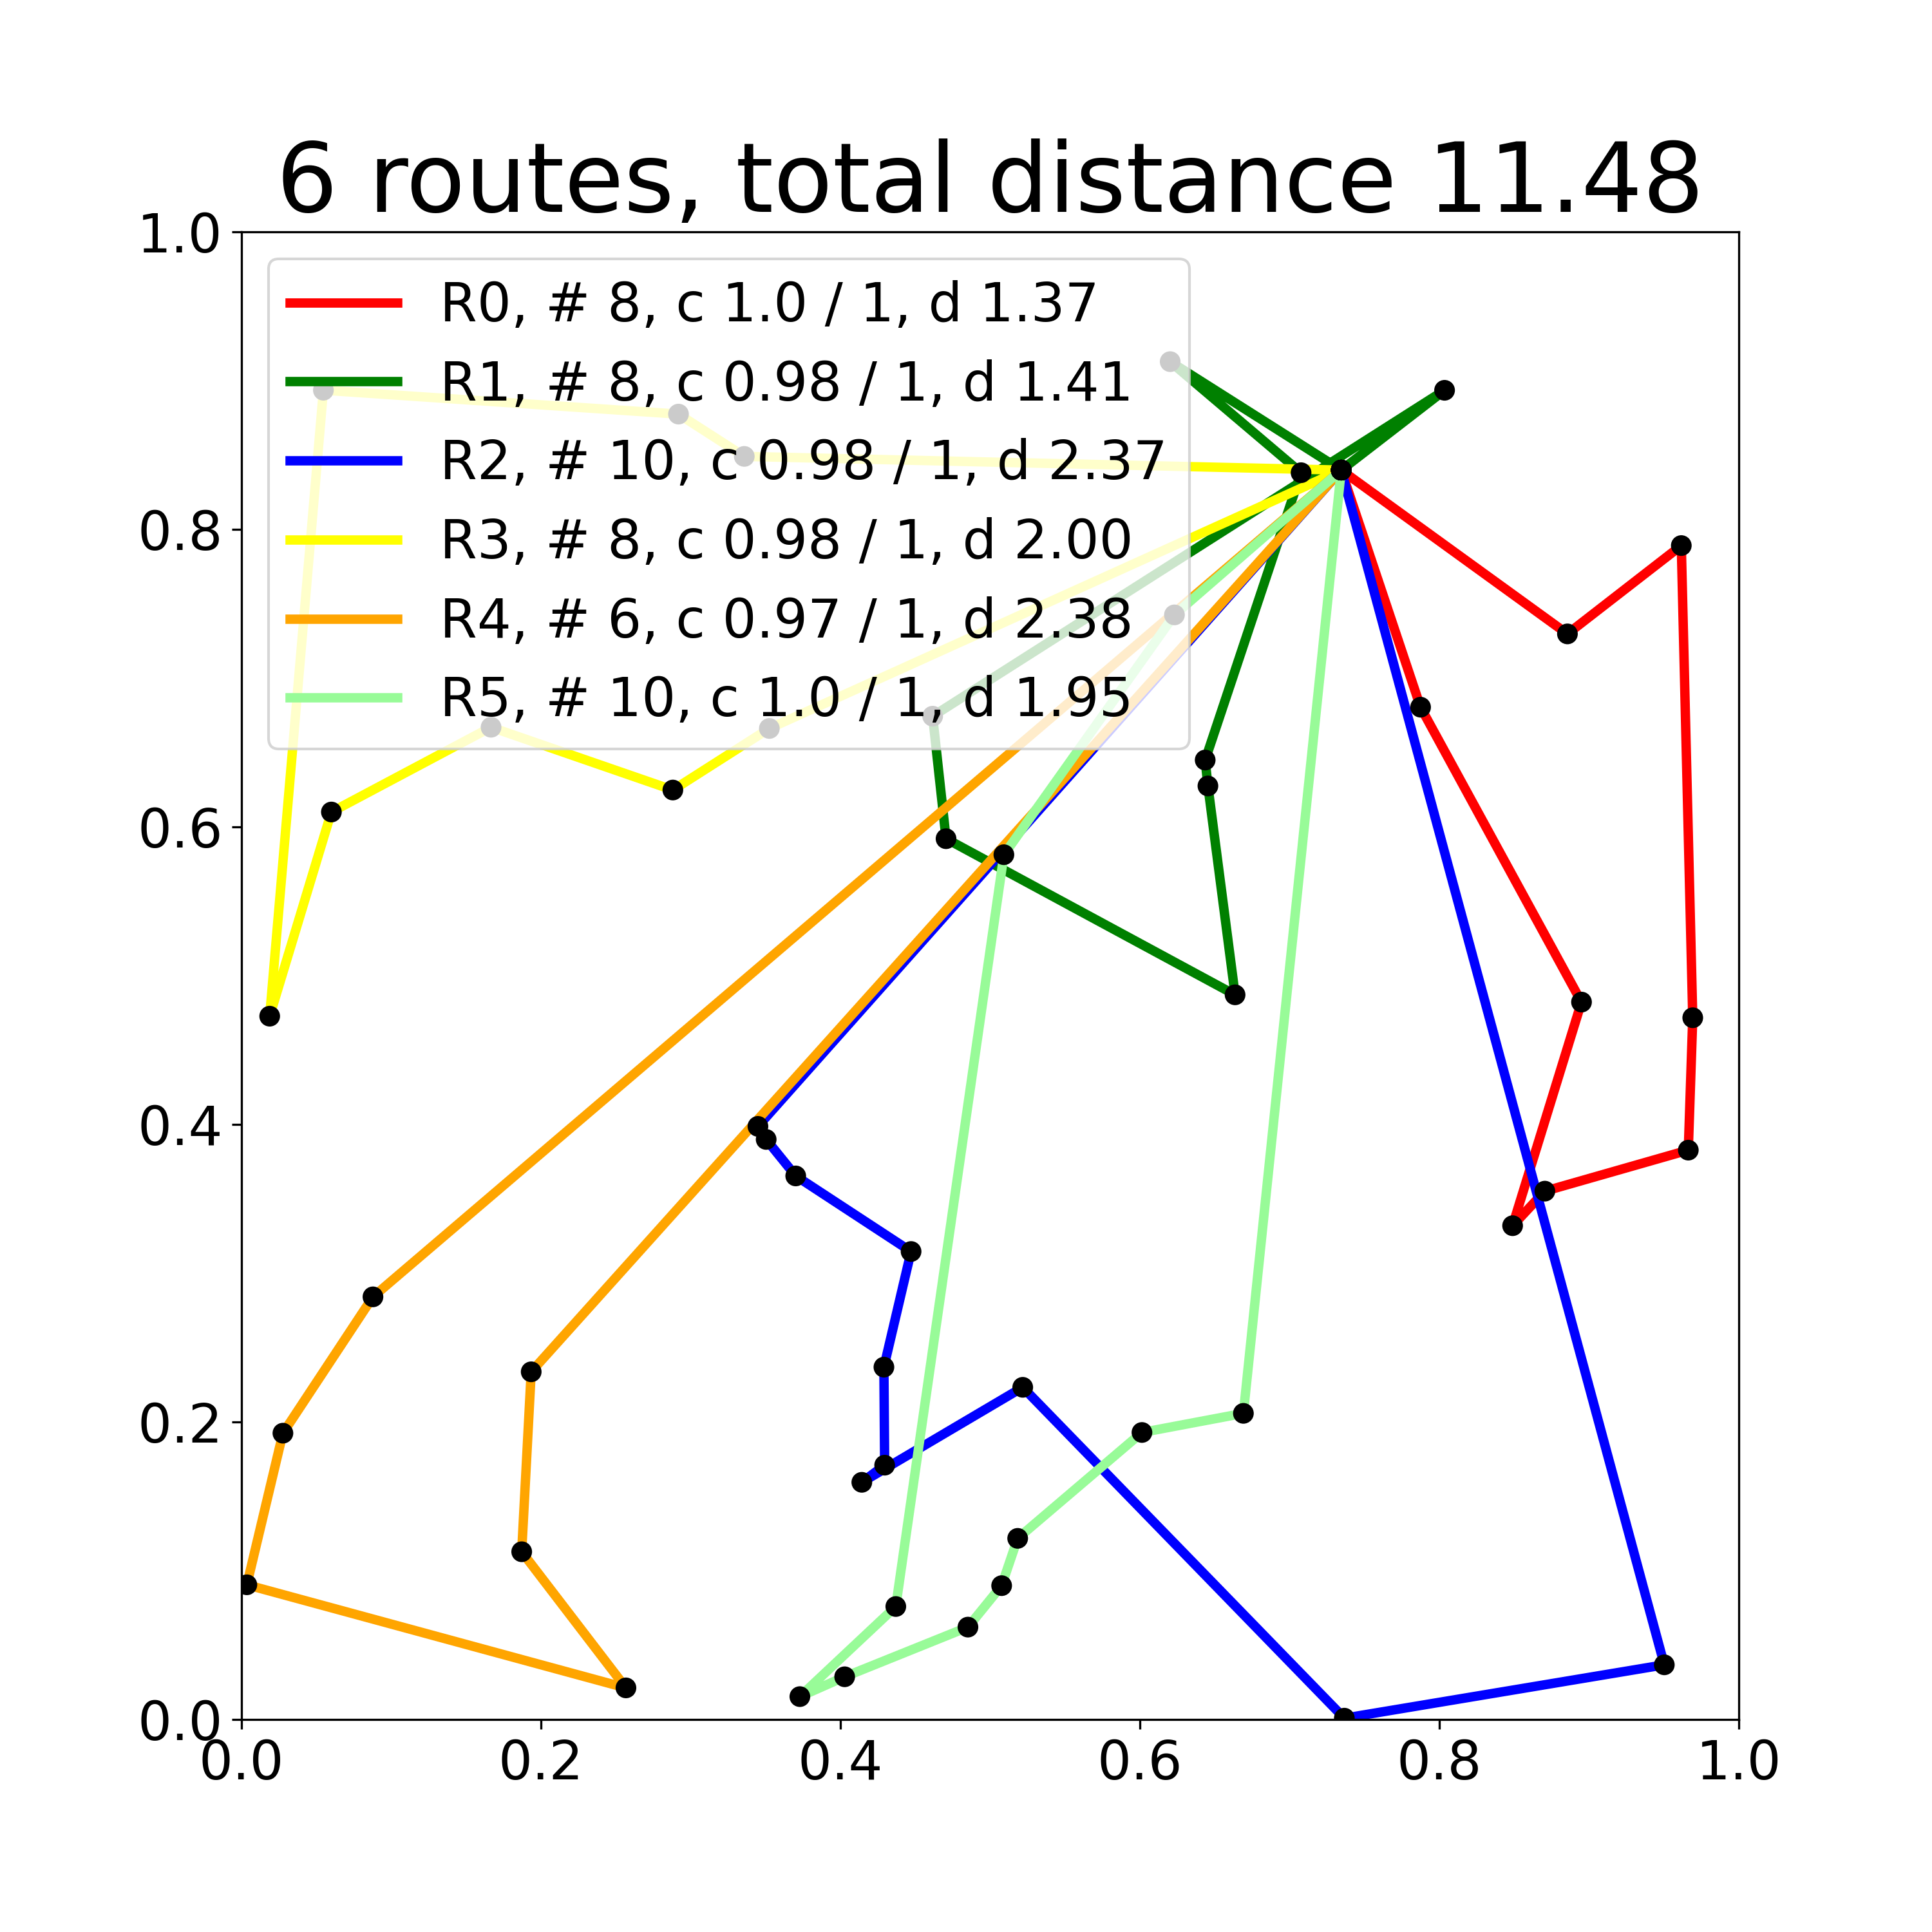 6 routes, total distance 11.48
1.0
R0, # 8, c 1.0 / 1, d 1.37
R1, # 8, c 0.98 / 1, d 1.41
R2, # 10, c 0.98 / 1, d 2.37
R3, # 8, c 0.98 / 1, d 2.00
R4, # 6, c 0.97 / 1, d 2.38
R5, # 10, c 1.0 / 1, d 1.95
0.8
0.6
0.4
0.2
0.0
0.0 0.2 0.4 0.6 0.8 1.0